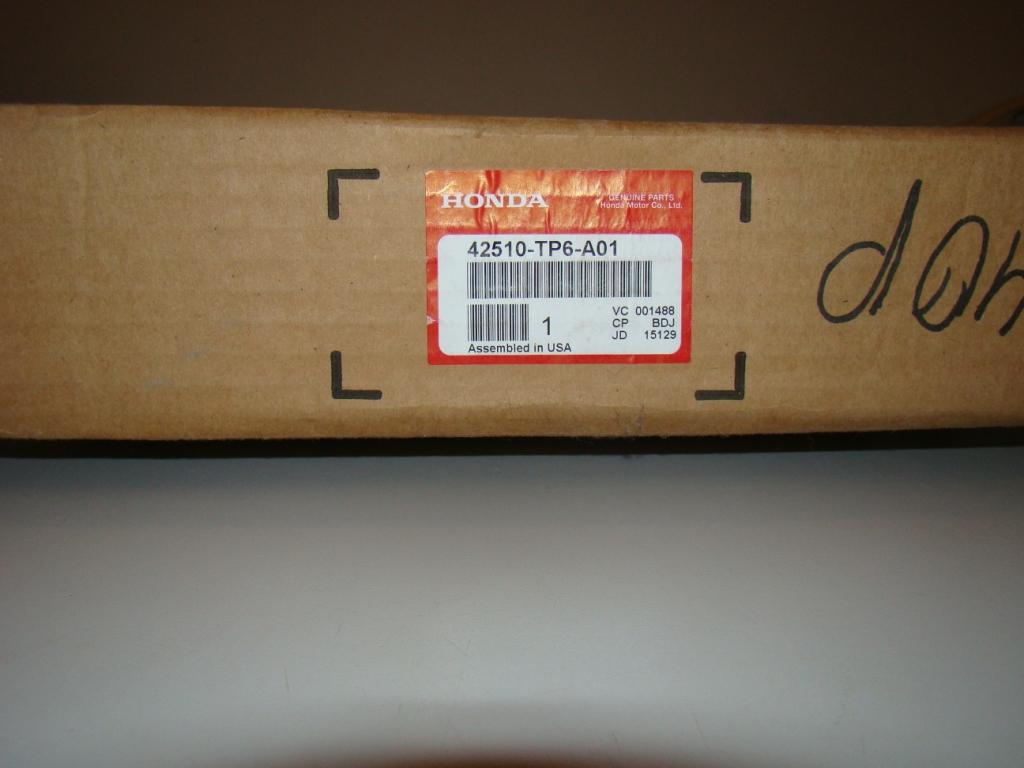 HONDA
GENUINE PARTS
Honda Motor Co., Ltd.
42510-TP6-A01
VC 001488
1 CP BDJ
JD 15129
Assembled in USA